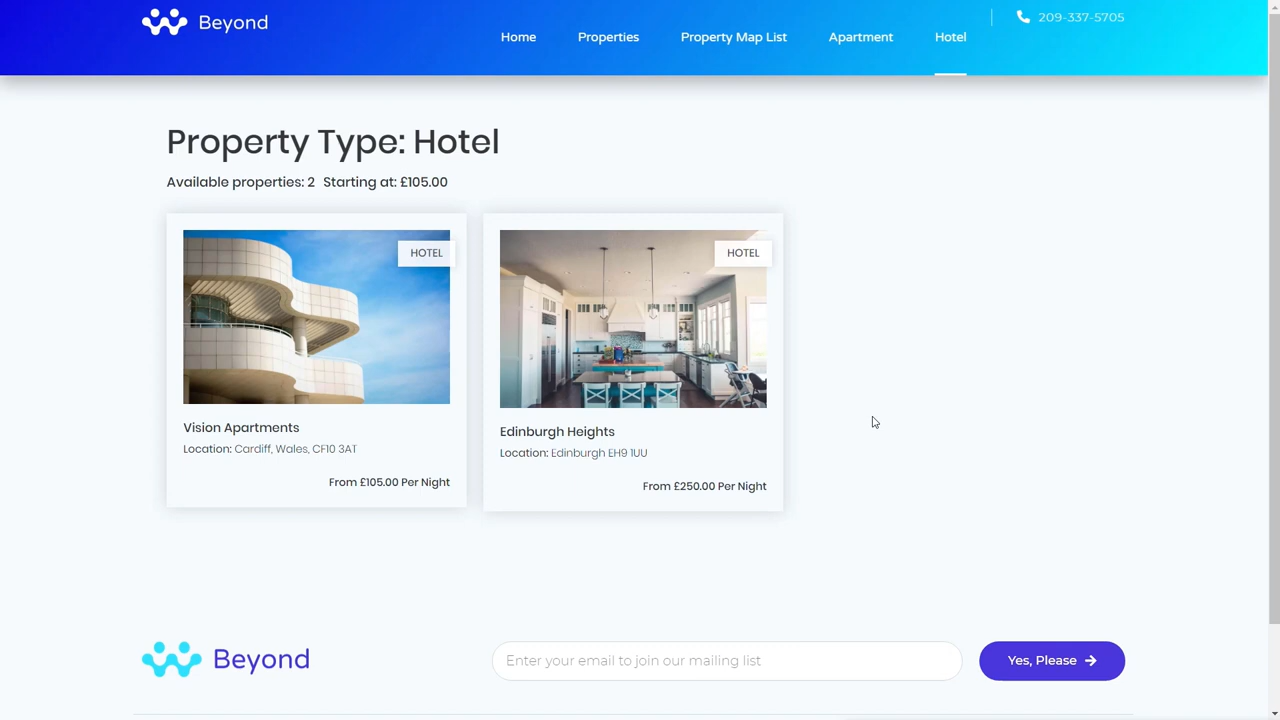 Beyond
Home
Properties
Property Map List
Apartment
Hotel
209-337-5705
Property Type: Hotel
Available properties: 2 Starting at: £105.00
HOTEL
Vision Apartments
Location: Cardiff, Wales, CF10 3AT
From £105.00 Per Night
HOTEL
Edinburgh Heights
Location: Edinburgh EH9 1UU
From £250.00 Per Night
Beyond
Enter your email to join our mailing list
Yes, Please